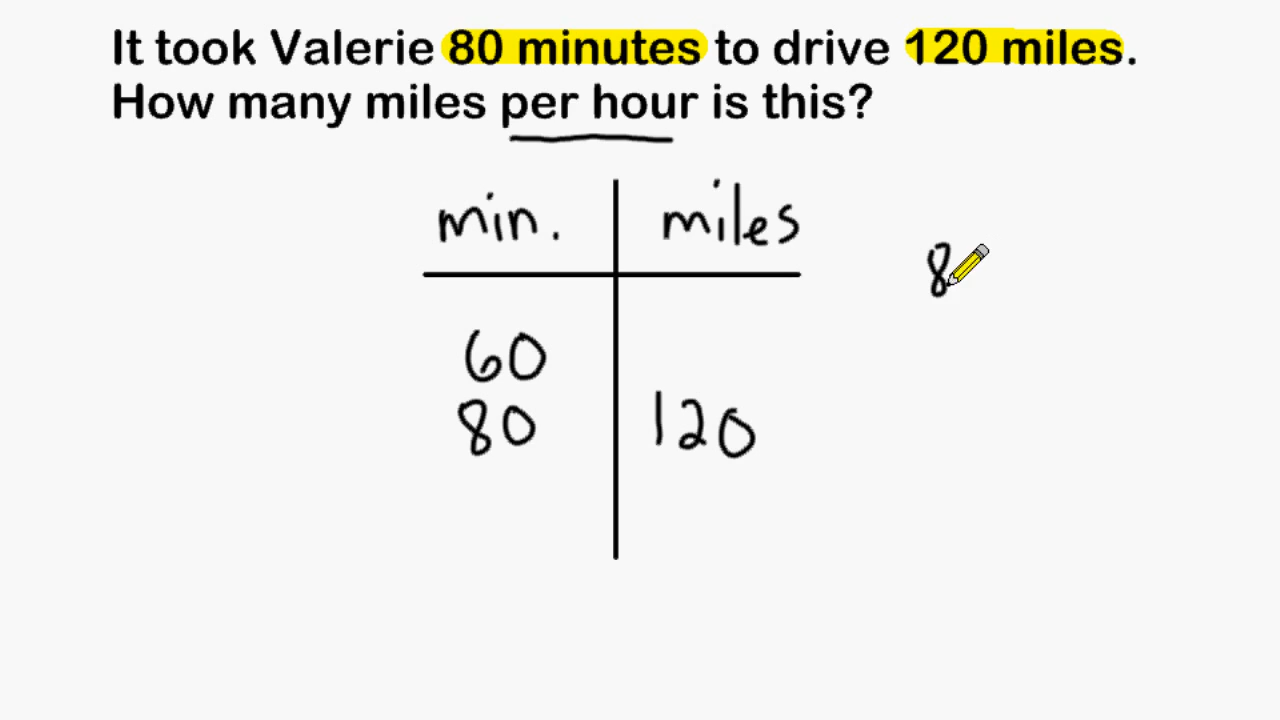 It took Valerie 80 minutes to drive 120 miles.
How many miles per hour is this?
min. miles
8
60
80 120